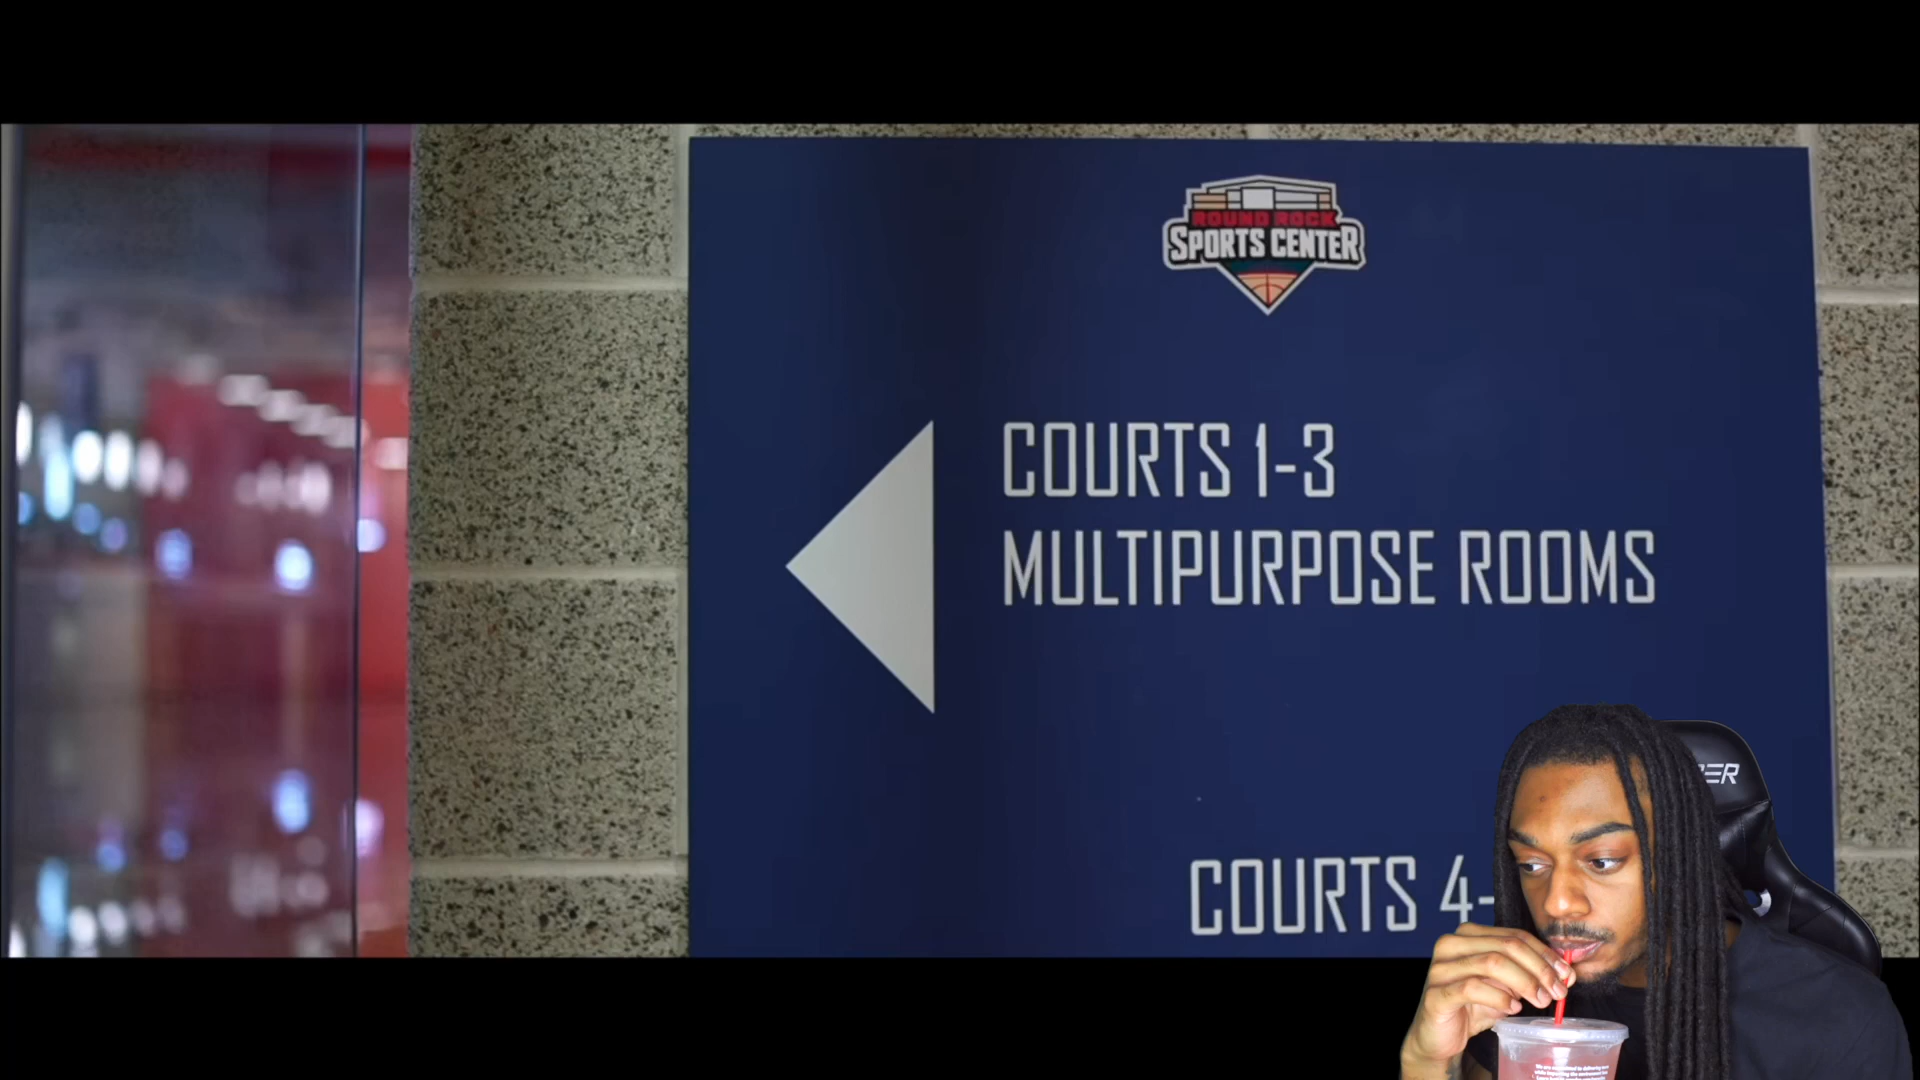 ROUND ROCK
SPORTS CENTER
COURTS 1-3
MULTIPURPOSE ROOMS
COURTS 4-